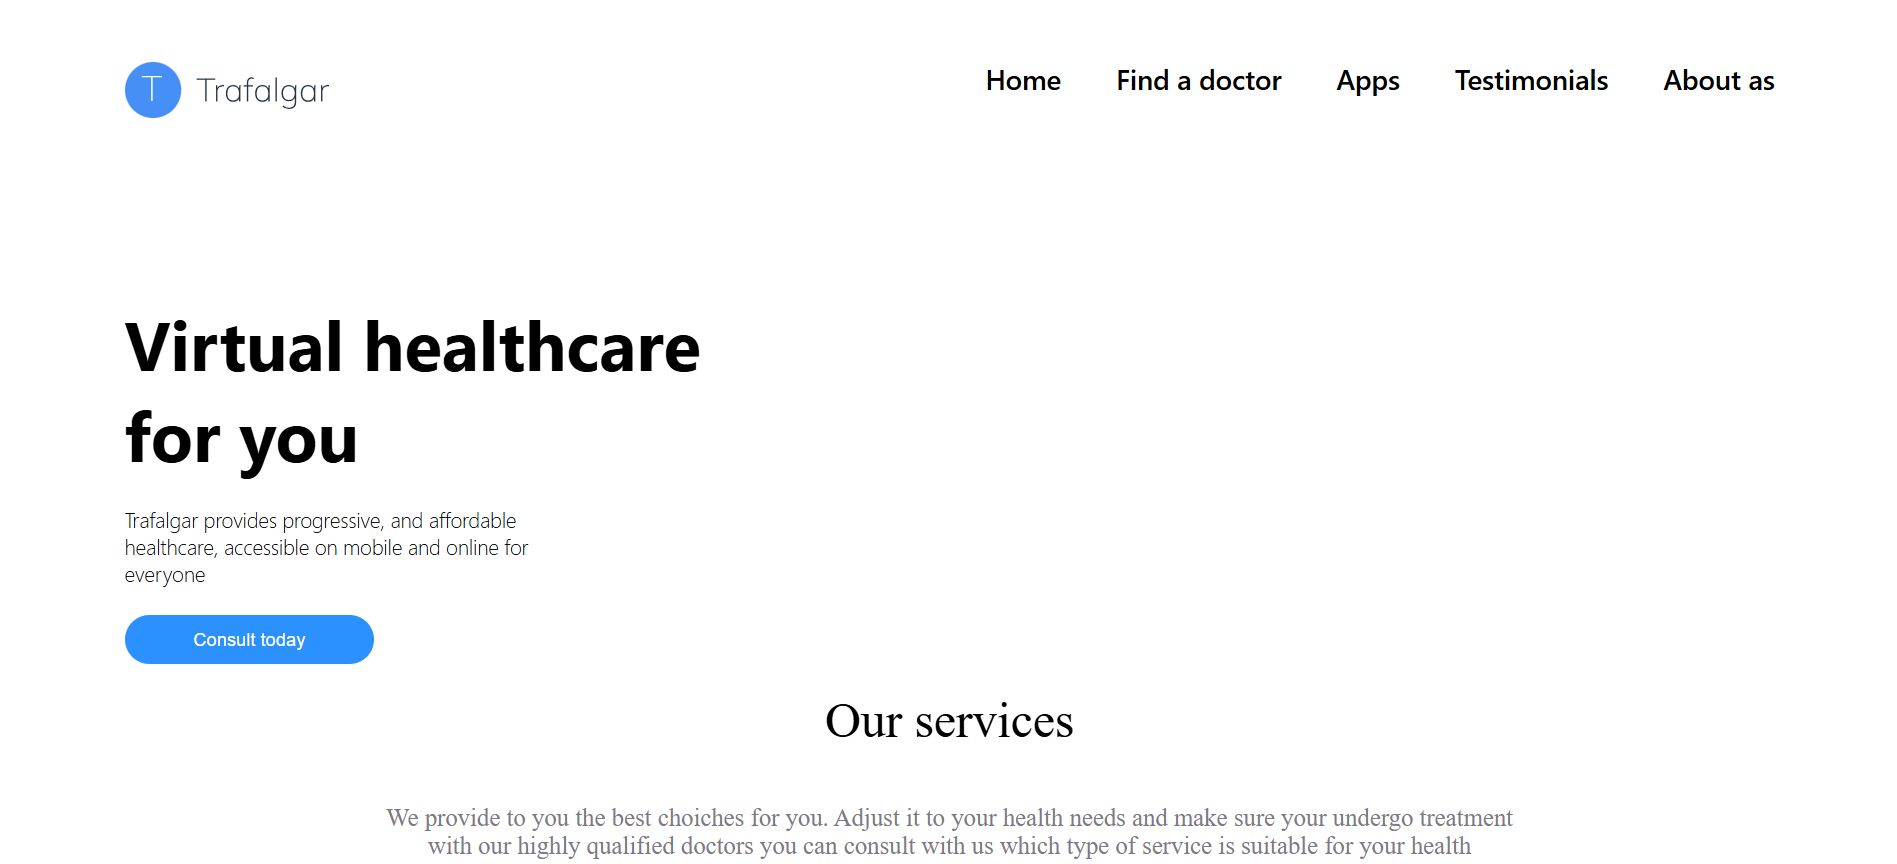 T Trafalgar
Home Find a doctor Apps Testimonials About as
Virtual healthcare
for you
Trafalgar provides progressive, and affordable
healthcare, accessible on mobile and online for
everyone
Consult today
Our services
We provide to you the best choiches for you. Adjust it to your health needs and make sure your undergo treatment
with our highly qualified doctors you can consult with us which type of service is suitable for your health